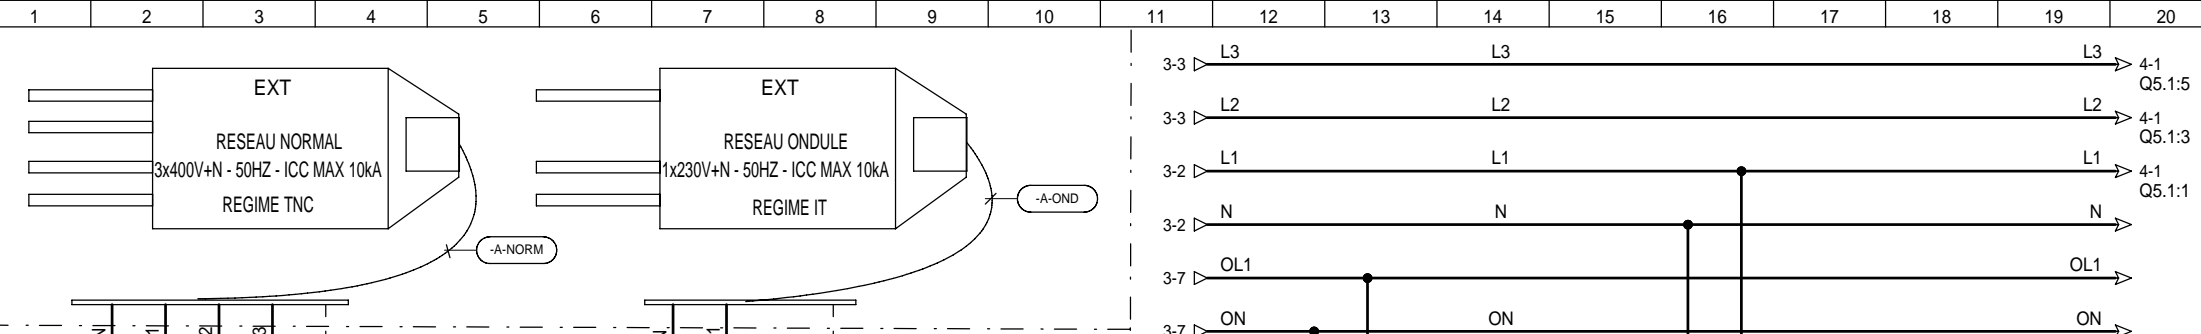 1 2 3 4 5 6 7 8 9 10 11 12 13 14 15 16 17 18 19 20
EXT
RESEAU NORMAL
3x400V+N - 50HZ - ICC MAX 10kA
REGIME TNC
-A-NORM
EXT
RESEAU ONDULE
1x230V+N - 50HZ - ICC MAX 10kA
REGIME IT
-A-OND
3-3 L3 L3 L3 4-1
Q5.1:5
3-3 L2 L2 L2 4-1
Q5.1:3
3-2 L1 L1 L1 4-1
Q5.1:1
3-2 N N N
3-7 OL1 OL1
3-7 ON ON ON